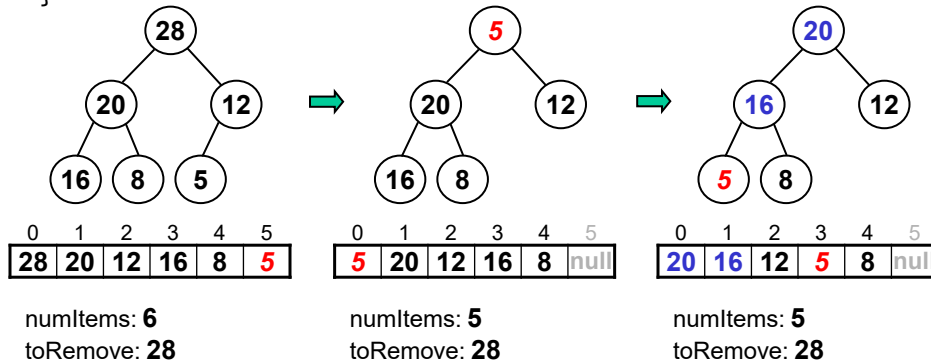 }
28 5 20
20 12 20 12 16 12
16 8 5 16 8 5 8
0 1 2 3 4 5 0 1 2 3 4 5 0 1 2 3 4 5
28 20 12 16 8 5 5 20 12 16 8 null 20 16 12 5 8 null
numItems: 6 numItems: 5 numItems: 5
toRemove: 28 toRemove: 28 toRemove: 28